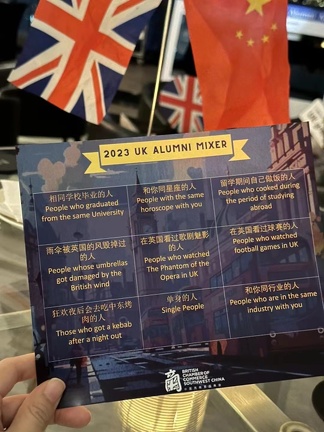 2023 UK ALUMNI MIXER
相同学校毕业的人
People who graduated
from the same University
和你同星座的人
People with the same
horoscope with you
留学期间自己做饭的人
People who cooked during
the period of studying
abroad
雨伞被英国的风毁掉过
的人
People whose umbrellas
got damaged by the
British wind
在英国看过歌剧魅影
的人
People who watched
The Phantom of the
Opera in UK
在英国看过球赛的人
People who watched
football games in UK
狂欢夜后会去吃中东烤
肉的人
Those who got a kebab
after a night out
单身的人
Single People
和你同行业的人
People who are in the same
industry with you
BRITISH
CHAMBER OF
COMMERCE
SOUTHWEST CHINA